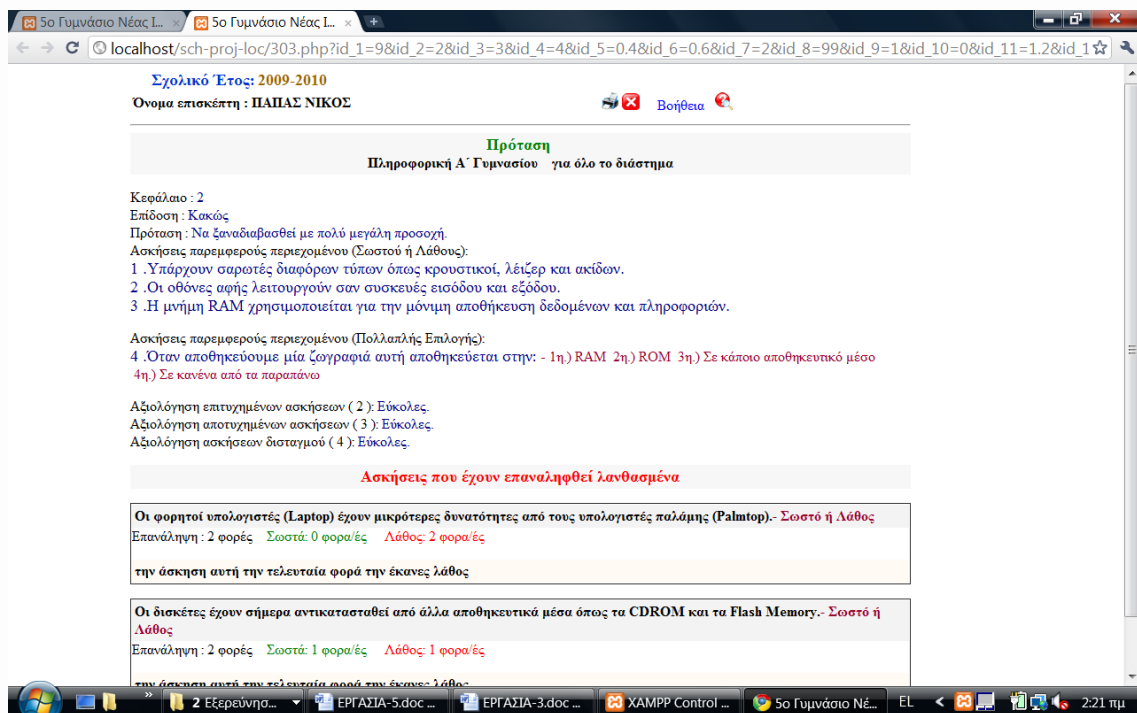 5ο Γυμνάσιο Νέας Ι... 5ο Γυμνάσιο Νέας Ι...
localhost/sch-proj-loc/303.php?id_1=9&id_2=2&id_3=3&id_4=4&id_5=0.4&id_6=0.6&id_7=2&id_8=99&id_9=1&id_10=0&id_11=1.2&id_1
Σχολικό Έτος: 2009-2010
Όνομα επισκέπτη : ΠΑΠΑΣ ΝΙΚΟΣ Βοήθεια
Πρόταση
Πληροφορική Α΄ Γυμνασίου για όλο το διάστημα
Κεφάλαιο : 2
Επίδοση : Κακώς
Πρόταση : Να ξαναδιαβασθεί με πολύ μεγάλη προσοχή.
Ασκήσεις παρεμφερούς περιεχομένου (Σωστού ή Λάθους):
1 .Υπάρχουν σαρωτές διαφόρων τύπων όπως κρουστικοί, λέιζερ και ακίδων.
2 .Οι οθόνες αφής λειτουργούν σαν συσκευές εισόδου και εξόδου.
3 .Η μνήμη RAM χρησιμοποιείται για την μόνιμη αποθήκευση δεδομένων και πληροφοριών.
Ασκήσεις παρεμφερούς περιεχομένου (Πολλαπλής Επιλογής):
4 .Όταν αποθηκεύουμε μία ζωγραφιά αυτή αποθηκεύεται στην: - 1η.) RAM 2η.) ROM 3η.) Σε κάποιο αποθηκευτικό μέσο
4η.) Σε κανένα από τα παραπάνω
Αξιολόγηση επιτυχημένων ασκήσεων ( 2 ): Εύκολες.
Αξιολόγηση αποτυχημένων ασκήσεων ( 3 ): Εύκολες.
Αξιολόγηση ασκήσεων δισταγμού ( 4 ): Εύκολες.
Ασκήσεις που έχουν επαναληφθεί λανθασμένα
Οι φορητοί υπολογιστές (Laptop) έχουν μικρότερες δυνατότητες από τους υπολογιστές παλάμης (Palmtop).- Σωστό ή Λάθος
Επανάληψη : 2 φορές Σωστά: 0 φορα/ές Λάθος: 2 φορα/ές
την άσκηση αυτή την τελευταία φορά την έκανες λάθος
Οι δισκέτες έχουν σήμερα αντικατασταθεί από άλλα αποθηκευτικά μέσα όπως τα CDROM και τα Flash Memory.- Σωστό ή
Λάθος
Επανάληψη : 2 φορές Σωστά: 1 φορα/ές Λάθος: 1 φορα/ές
την άσκηση αυτή την τελευταία φορά την έκανες λάθος
» 2 Εξερεύνησ... ΕΡΓΑΣΙΑ-5.doc ... ΕΡΓΑΣΙΑ-3.doc ... XAMPP Control ... 5ο Γυμνάσιο Νέ... EL < 2:21 πμ